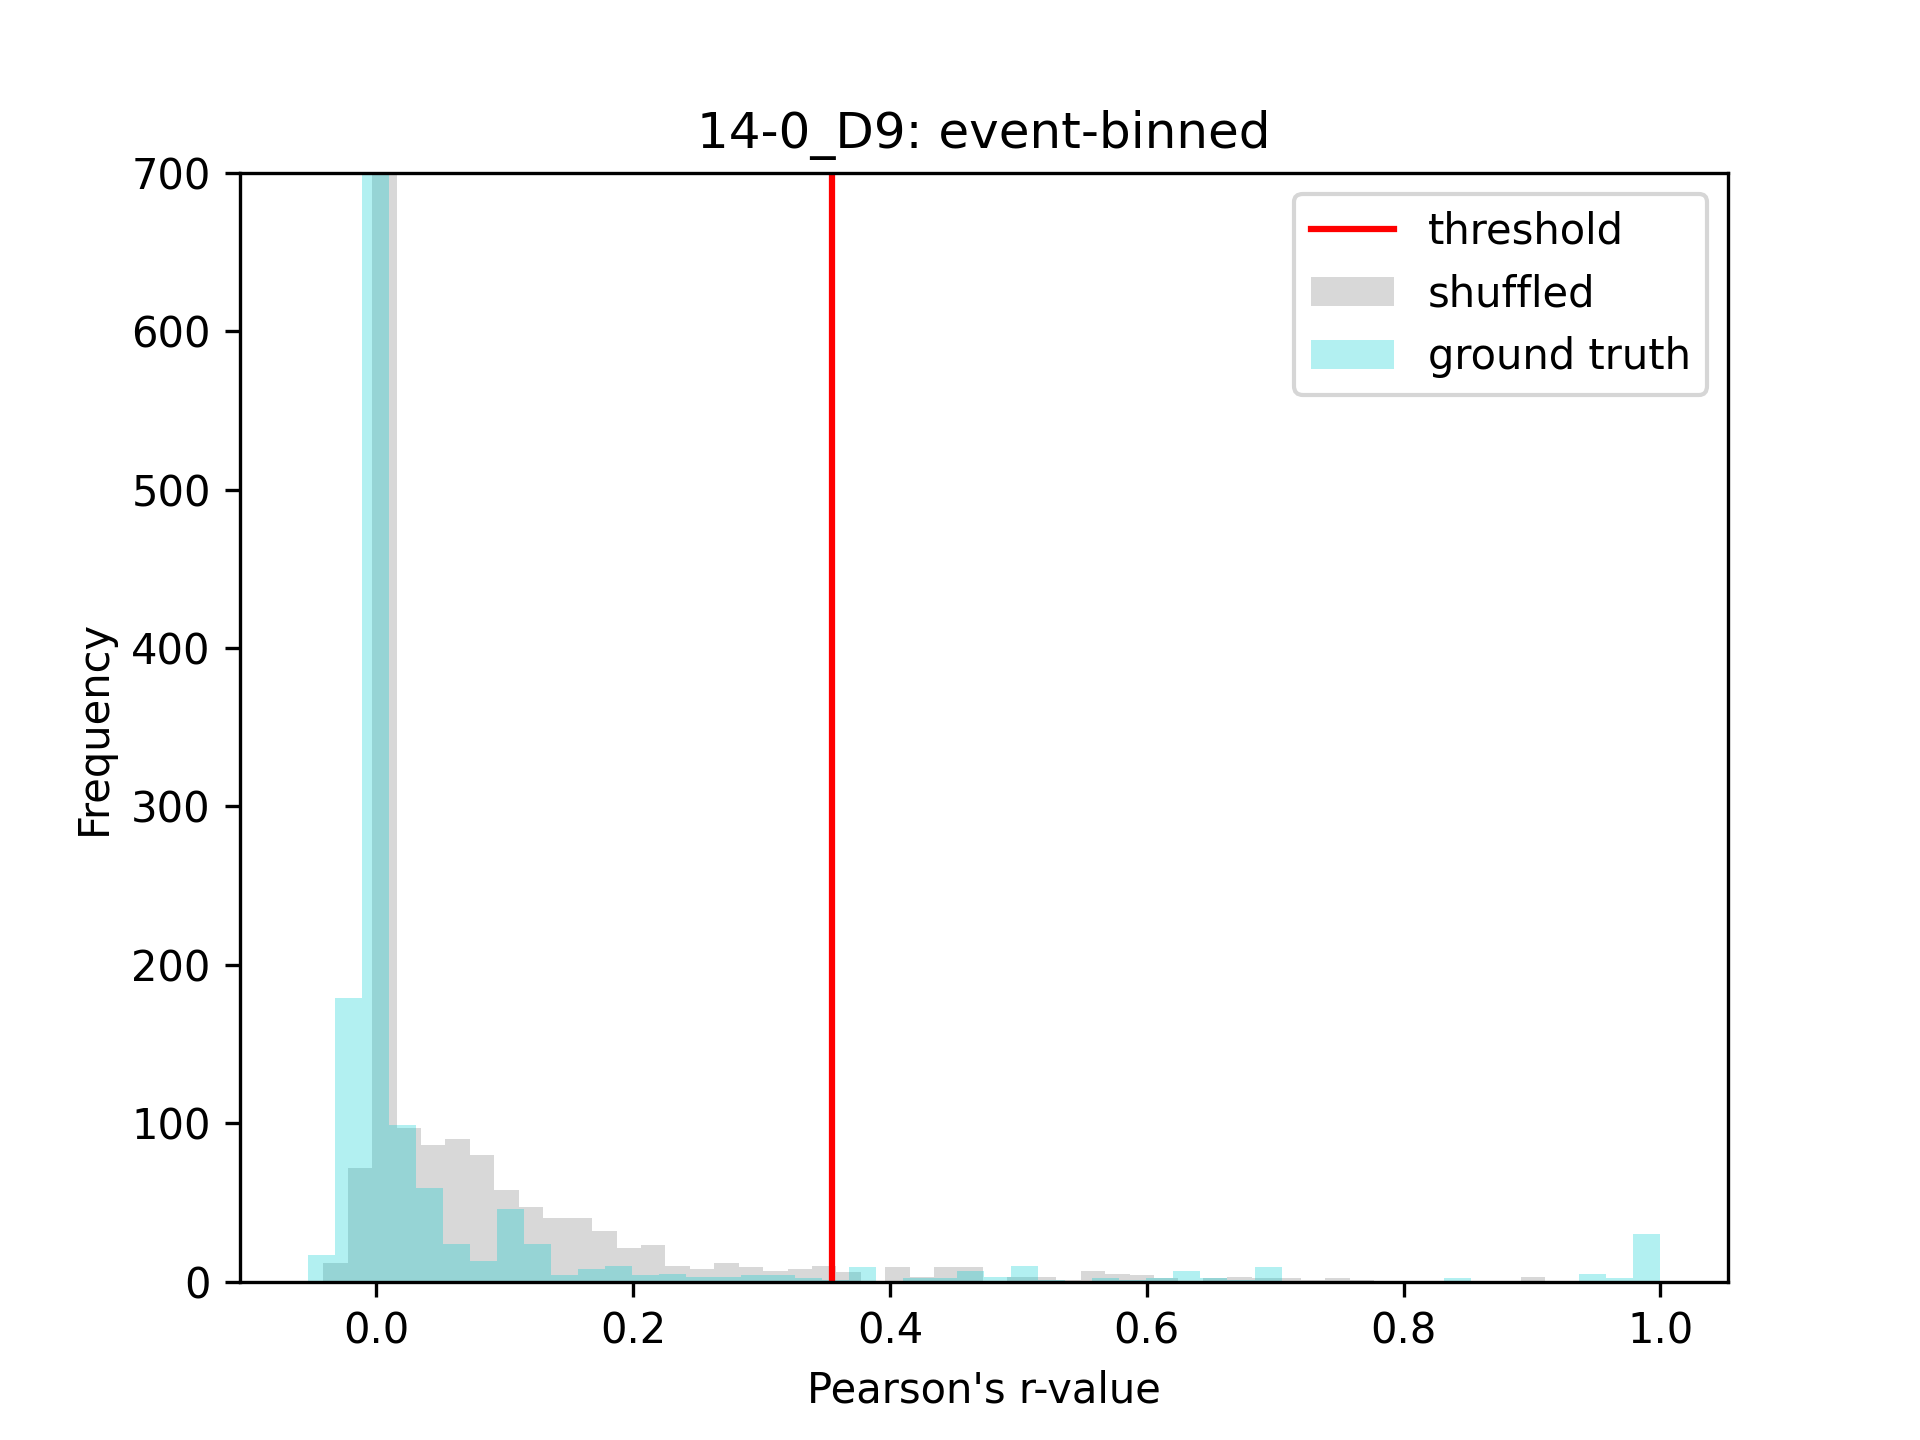 14-0_D9: event-binned
700
600
500
400
300
200
100
0
Frequency
threshold
shuffled
ground truth
0.0 0.2 0.4 0.6 0.8 1.0
Pearson's r-value